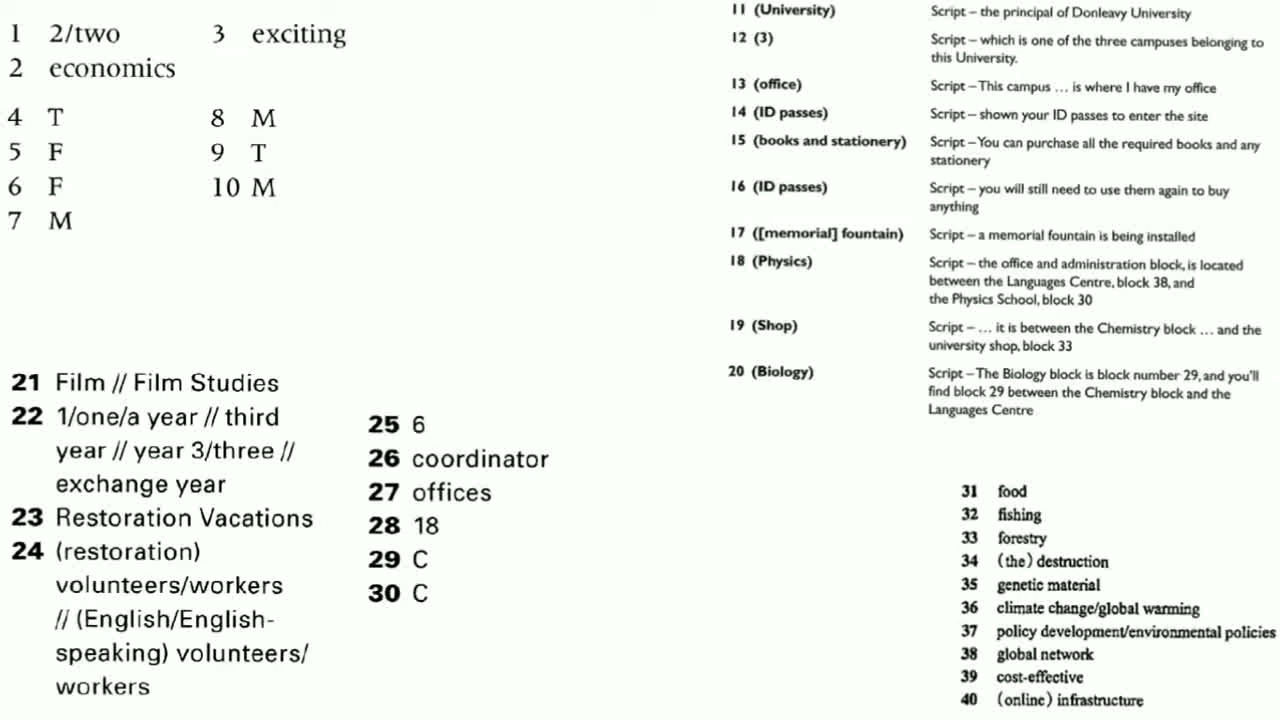 1 2/two 3 exciting
2 economics
4 T 8 M
5 F 9 T
6 F 10 M
7 M
11 (University) Script – the principal of Donleavy University
12 (3) Script – which is one of the three campuses belonging to
this University.
13 (office) Script – This campus … is where I have my office
14 (ID passes) Script – shown your ID passes to enter the site
15 (books and stationery) Script – You can purchase all the required books and any
stationery
16 (ID passes) Script – you will still need to use them again to buy
anything
17 ([memorial] fountain) Script – a memorial fountain is being installed
18 (Physics) Script – the office and administration block, is located
between the Languages Centre, block 38, and
the Physics School, block 30
19 (Shop) Script – … it is between the Chemistry block … and the
university shop, block 33
20 (Biology) Script – The Biology block is block number 29, and you'll
find block 29 between the Chemistry block and the
Languages Centre
21 Film // Film Studies
22 1/one/a year // third
year // year 3/three //
exchange year
23 Restoration Vacations
24 (restoration)
volunteers/workers
// (English/English-
speaking) volunteers/
workers
25 6
26 coordinator
27 offices
28 18
29 C
30 C
31 food
32 fishing
33 forestry
34 (the) destruction
35 genetic material
36 climate change/global warming
37 policy development/environmental policies
38 global network
39 cost-effective
40 (online) infrastructure